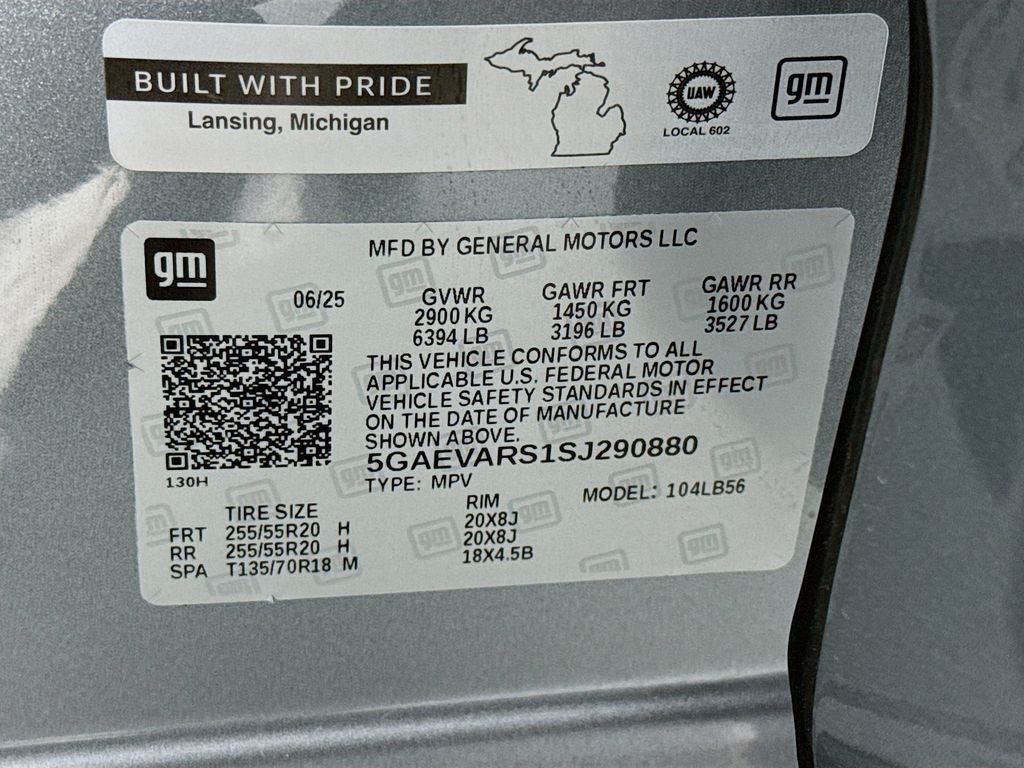 BUILT WITH PRIDE
Lansing, Michigan
UAW
LOCAL 602
gm
gm
MFD BY GENERAL MOTORS LLC
06/25
GVWR GAWR FRT GAWR RR
2900 KG 1450 KG 1600 KG
6394 LB 3196 LB 3527 LB
THIS VEHICLE CONFORMS TO ALL
APPLICABLE U.S. FEDERAL MOTOR
VEHICLE SAFETY STANDARDS IN EFFECT
ON THE DATE OF MANUFACTURE
SHOWN ABOVE.
5GAEVARS1SJ290880
130H
TYPE: MPV MODEL: 104LB56
TIRE SIZE RIM
FRT 255/55R20 H 20X8J
RR 255/55R20 H 20X8J
SPA T135/70R18 M 18X4.5B